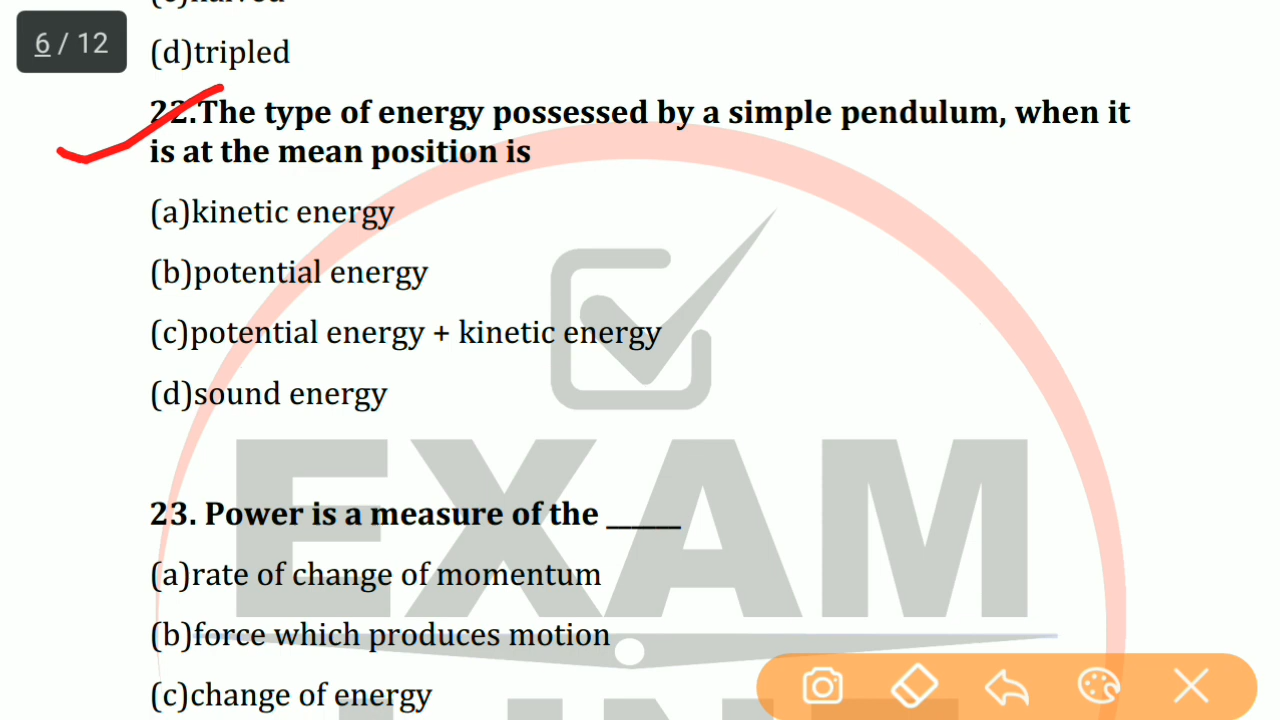 6 / 12
(d)tripled
22.The type of energy possessed by a simple pendulum, when it
is at the mean position is
(a)kinetic energy
(b)potential energy
(c)potential energy + kinetic energy
(d)sound energy
EXAM
23. Power is a measure of the ______
(a)rate of change of momentum
(b)force which produces motion
(c)change of energy